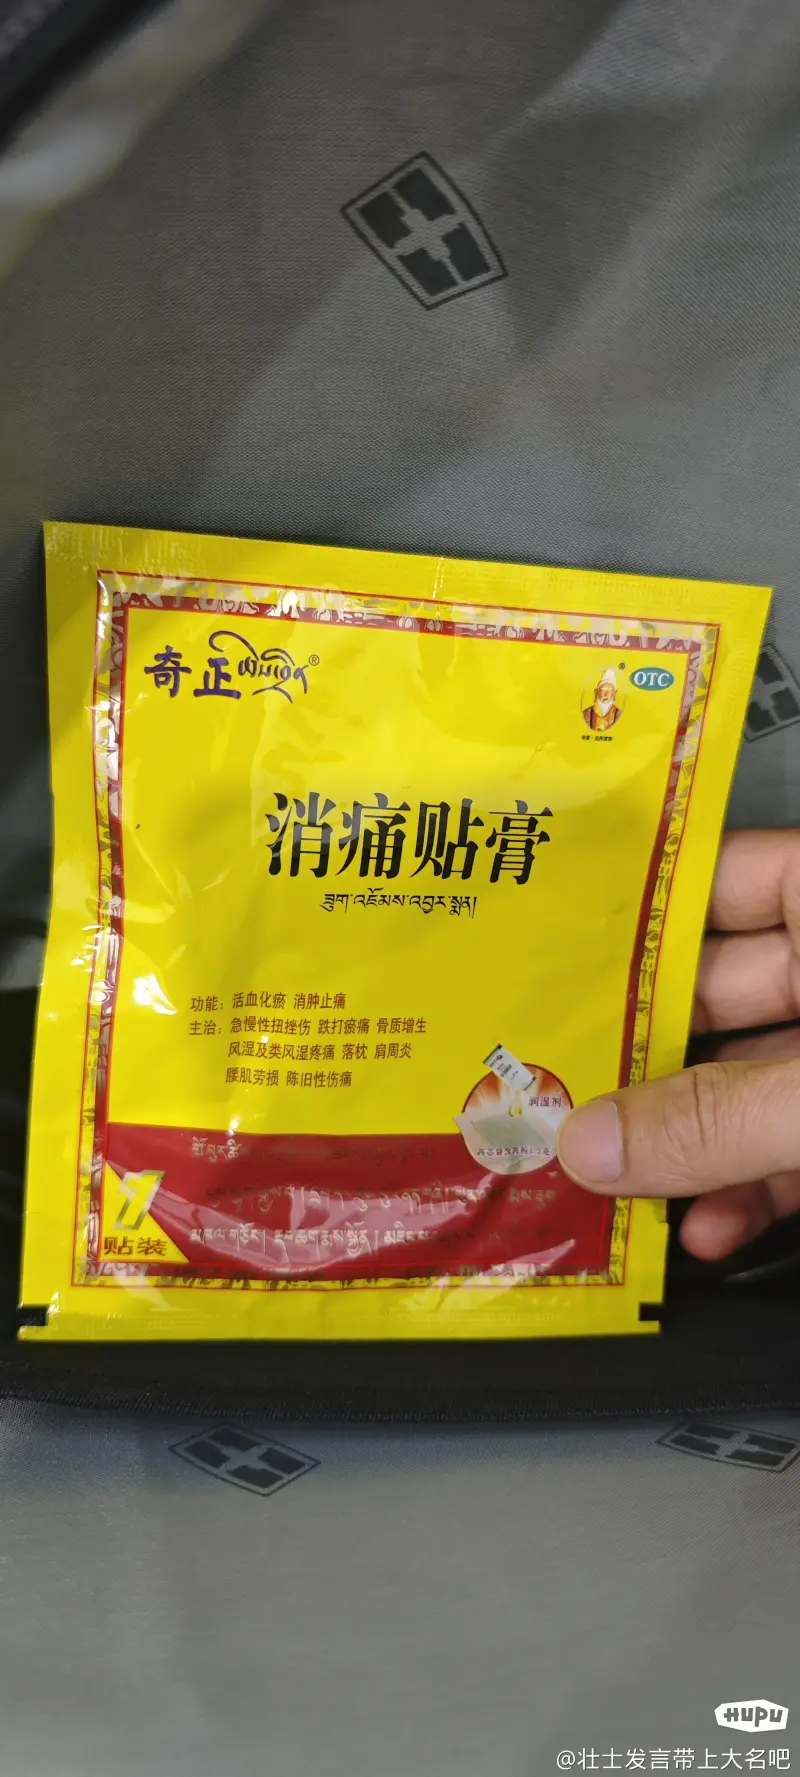 奇正®
® OTC
消痛贴膏
ཟུག་འཇོམས་འབྱར་སྨན།
功能：活血化瘀 消肿止痛
主治：急慢性扭挫伤 跌打瘀痛 骨质增生
风湿及类风湿疼痛 落枕 肩周炎
腰肌劳损 陈旧性伤痛
润湿剂
1
贴装
HUPU
@壮士发言带上大名吧